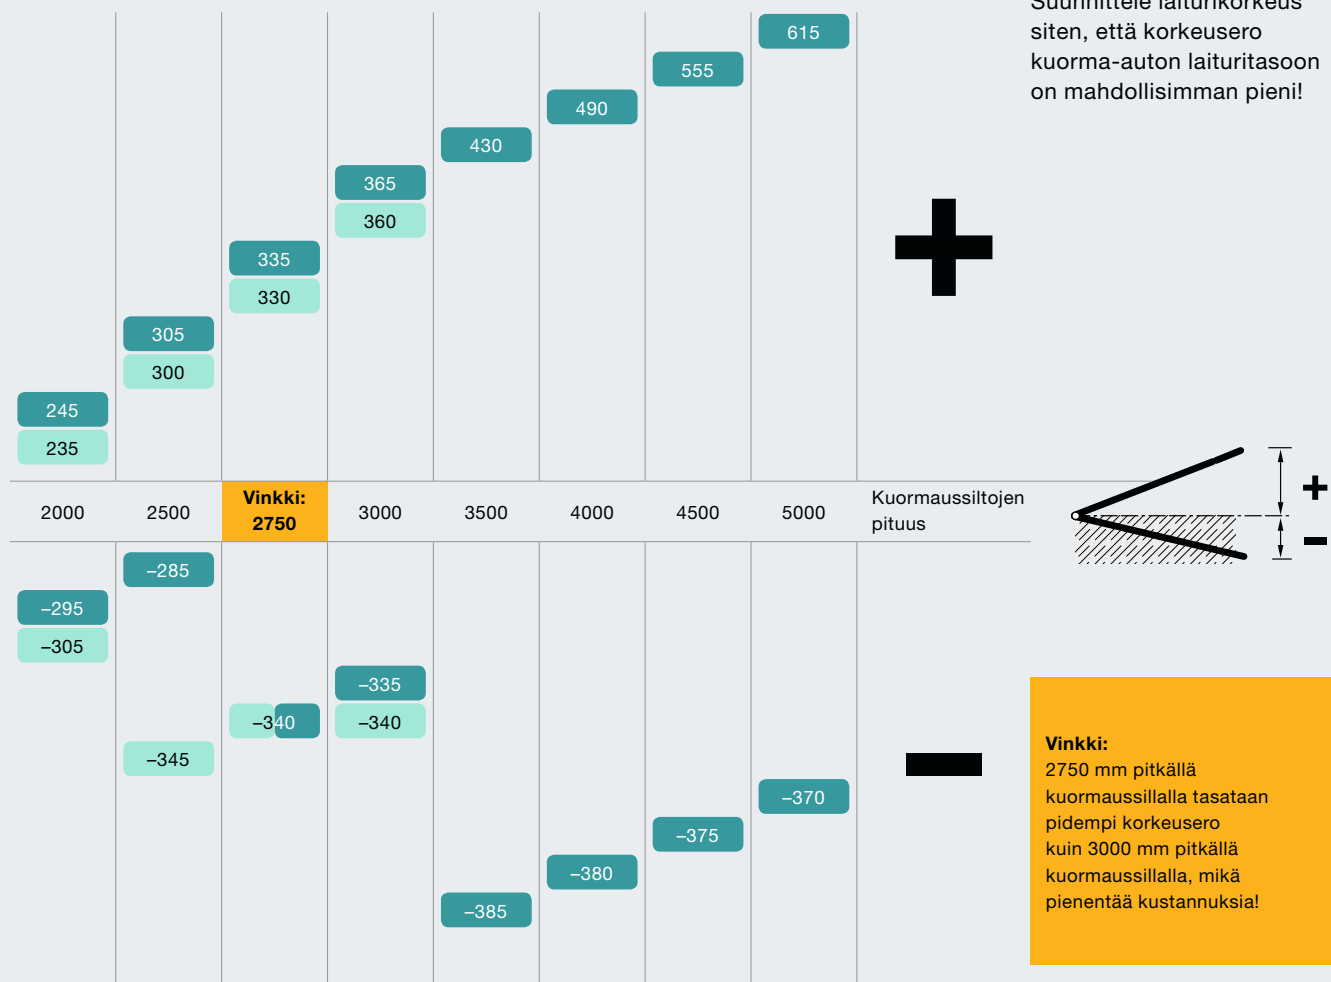 Suunnittele laiturikorkeus
siten, että korkeusero
kuorma-auton laituritasoon
on mahdollisimman pieni!
615
555
490
430
365
360
335
330
305
300
245
235
2000
2500
Vinkki:
2750
3000
3500
4000
4500
5000
Kuormaussiltojen
pituus
+
–
–285
–295
–305
–335
–340
–340
–345
–370
–375
–380
–385
Vinkki:
2750 mm pitkällä
kuormaussillalla tasataan
pidempi korkeusero
kuin 3000 mm pitkällä
kuormaussillalla, mikä
pienentää kustannuksia!